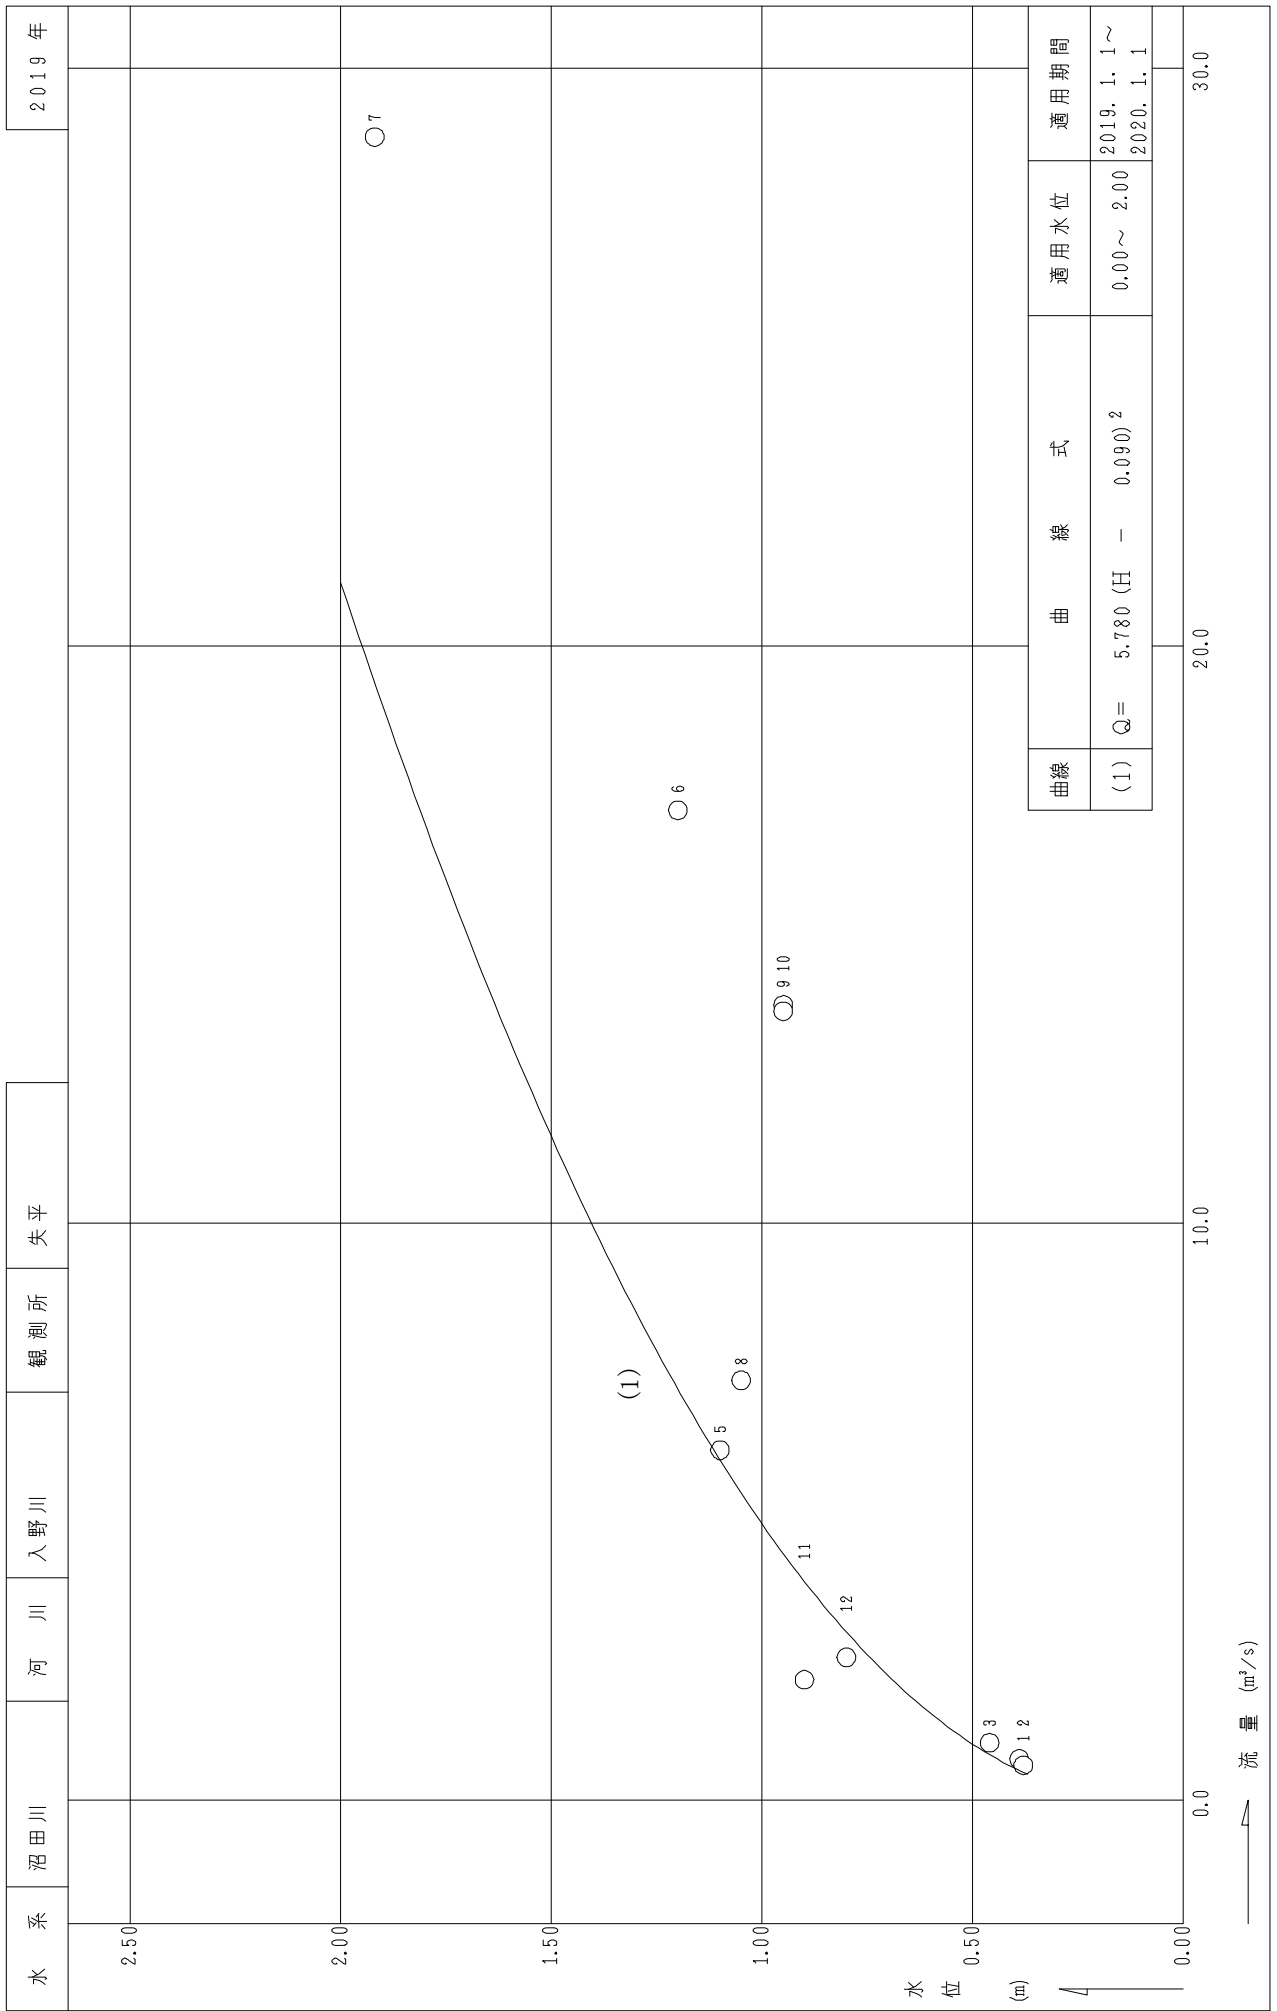 水 系 沼田川 河 川 入野川 観測所 矢平 2019 年
2.50
2.00
1.50
1.00
0.50
0.00
水 位 (m)
0.0 10.0 20.0 30.0
流 量 (m³/s)
(1)
1 2
3
5
6
7
8
9 10
11
12
曲線 曲 線 式 適用水位 適用期間
(1) Q= 5.780 (H - 0.090)² 0.00～ 2.00 2019. 1. 1～
2020. 1. 1